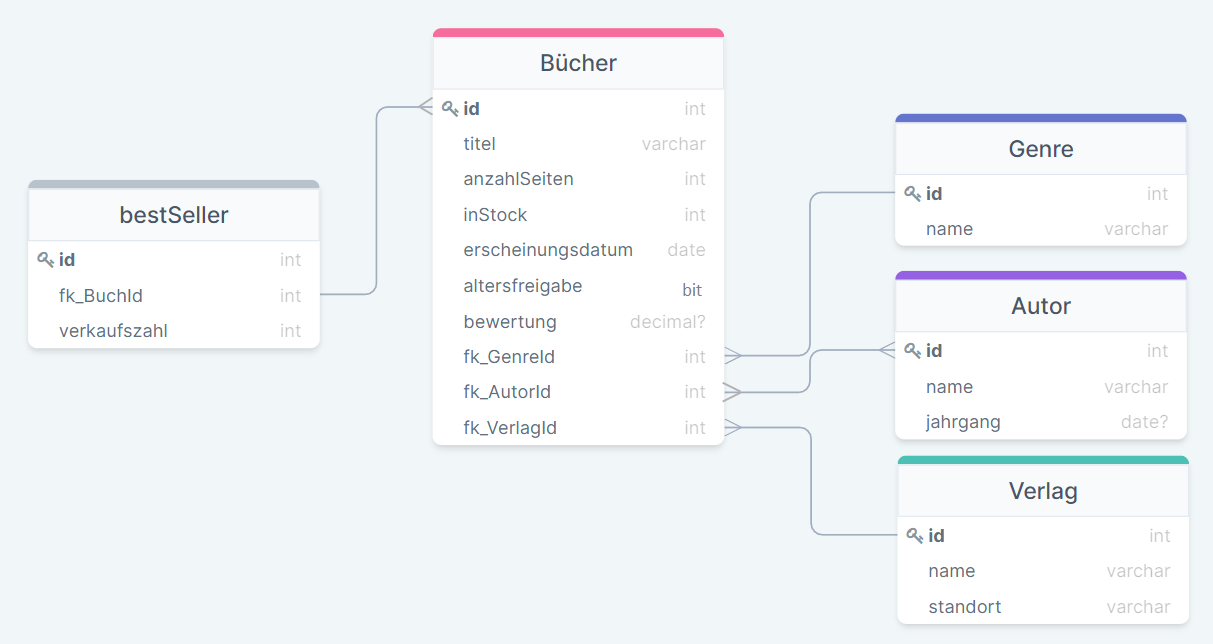 bestSeller
id int
fk_BuchId int
verkaufszahl int
Bücher
id int
titel varchar
anzahlSeiten int
inStock int
erscheinungsdatum date
altersfreigabe bit
bewertung decimal?
fk_GenreId int
fk_AutorId int
fk_VerlagId int
Genre
id int
name varchar
Autor
id int
name varchar
jahrgang date?
Verlag
id int
name varchar
standort varchar